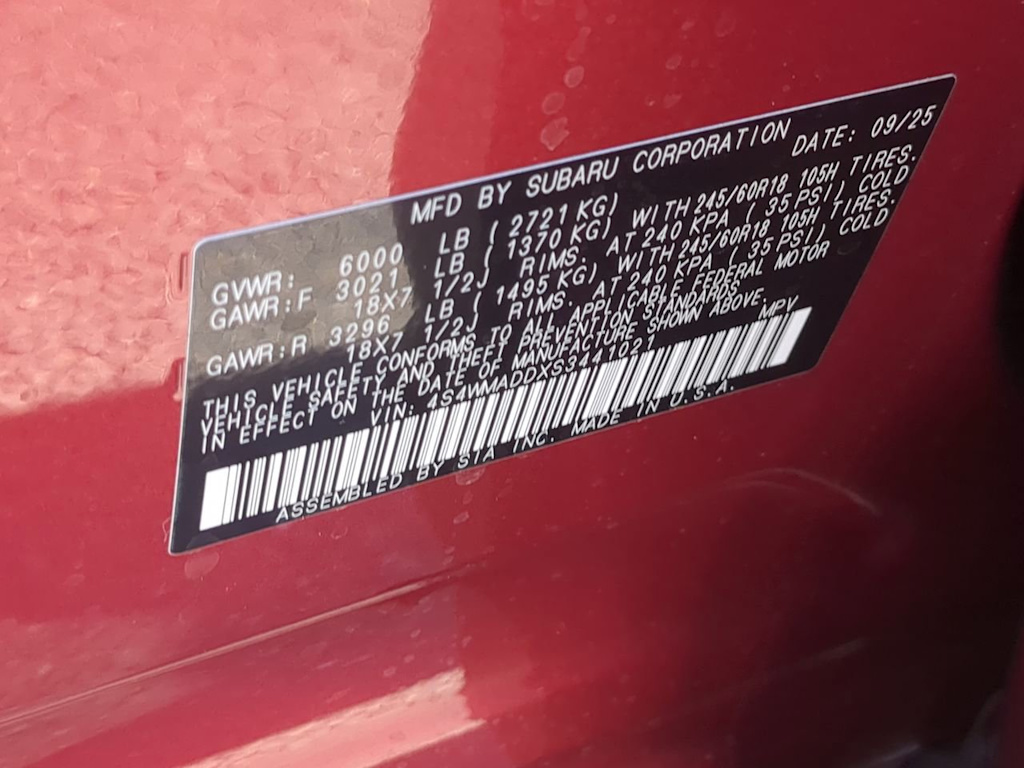 MFD BY SUBARU CORPORATION DATE: 09/25
GVWR: 6000 LB ( 2721KG)
GAWR:F 3021 LB ( 1370 KG) WITH 245/60R18 105H TIRES.
18X7 1/2J RIMS. AT 240 KPA ( 35 PSI) COLD
GAWR:R 3296 LB ( 1495 KG) WITH 245/60R18 105H TIRES.
18X7 1/2J RIMS. AT 240 KPA ( 35 PSI) COLD
THIS VEHICLE CONFORMS TO ALL APPLICABLE FEDERAL MOTOR
VEHICLE SAFETY AND THEFT PREVENTION STANDARDS
IN EFFECT ON THE DATE OF MANUFACTURE SHOWN ABOVE.
VIN: 4S4WMADDXS3441021 MPV
ASSEMBLED BY SIA INC. MADE IN U.S.A.